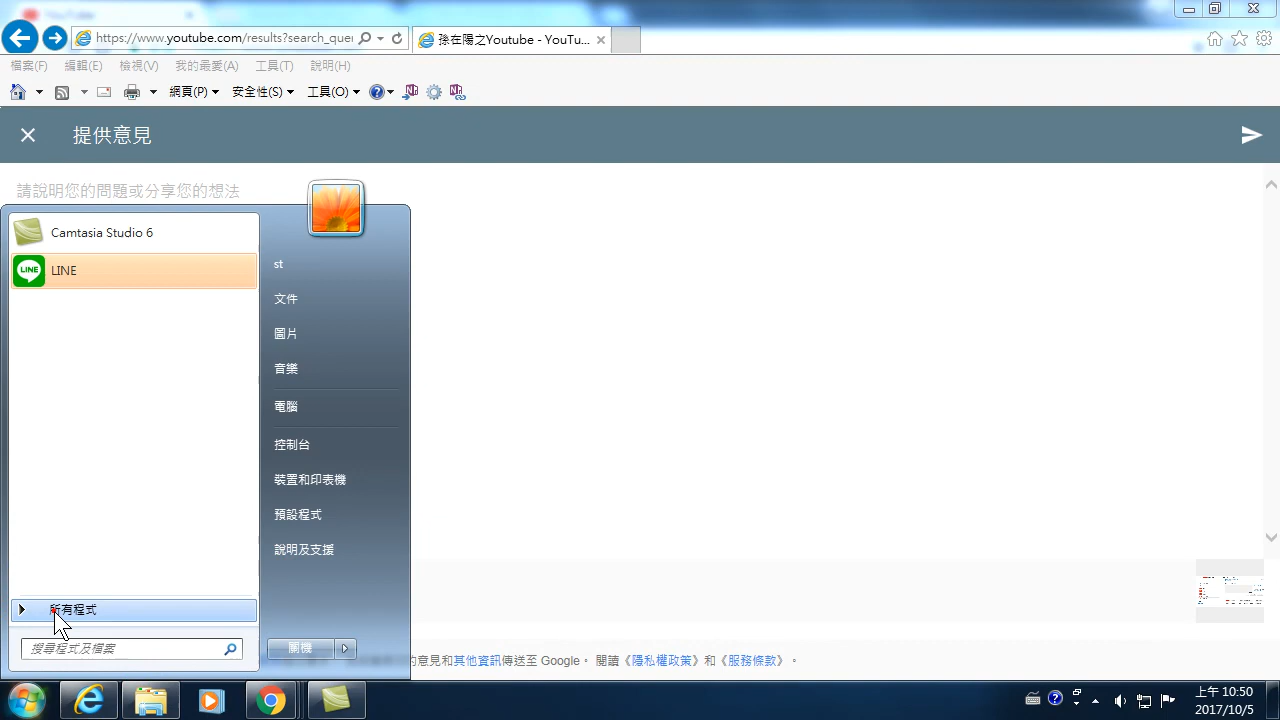 https://www.youtube.com/results?search_que
孫在陽之Youtube - YouTu...
檔案(F) 編輯(E) 檢視(V) 我的最愛(A) 工具(T) 說明(H)
網頁(P) 安全性(S) 工具(O)
提供意見
請說明您的問題或分享您的想法
Camtasia Studio 6
LINE
所有程式
搜尋程式及檔案
st
文件
圖片
音樂
電腦
控制台
裝置和印表機
預設程式
說明及支援
關機
的意見和其他資訊傳送至 Google。 閱讀《隱私權政策》和《服務條款》。
上午 10:50
2017/10/5